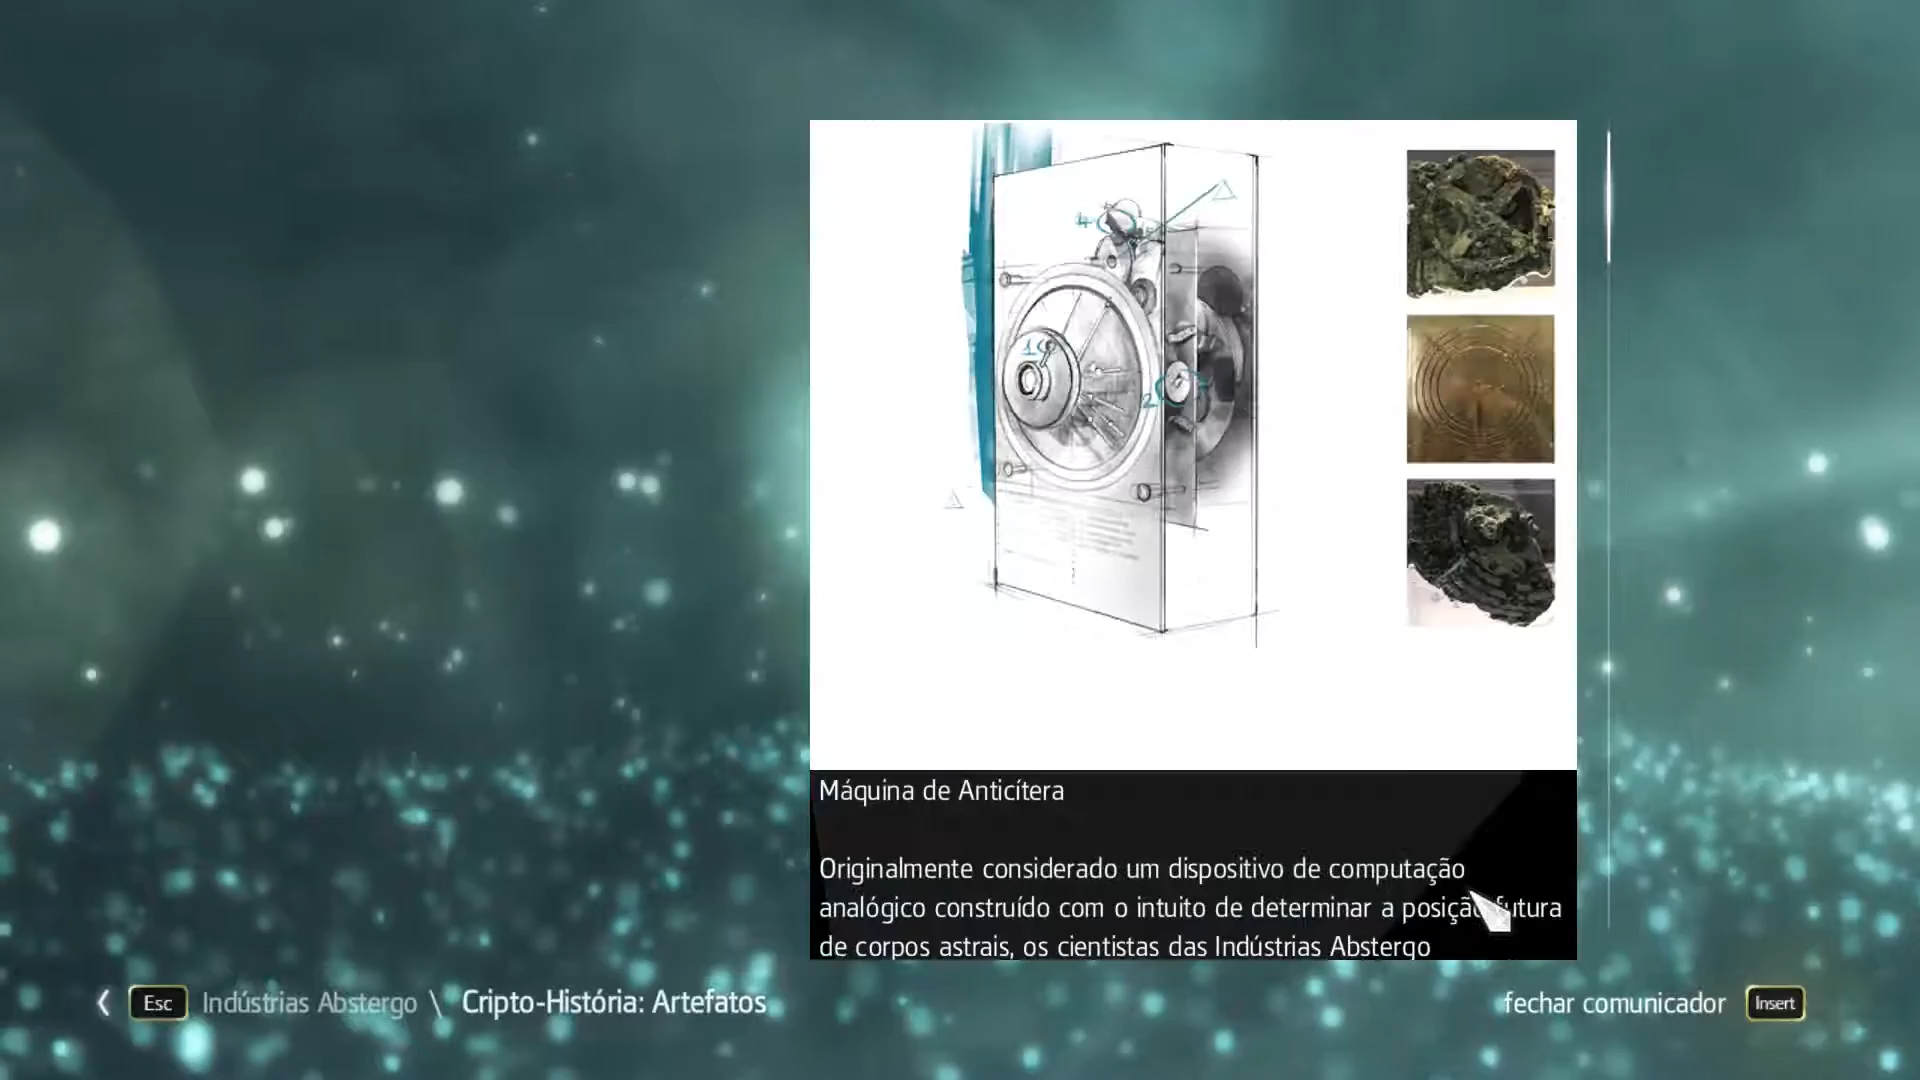 Máquina de Anticítera
Originalmente considerado um dispositivo de computação
analógico construído com o intuito de determinar a posição futura
de corpos astrais, os cientistas das Indústrias Abstergo
Esc Indústrias Abstergo \ Cripto-História: Artefatos
fechar comunicador Insert